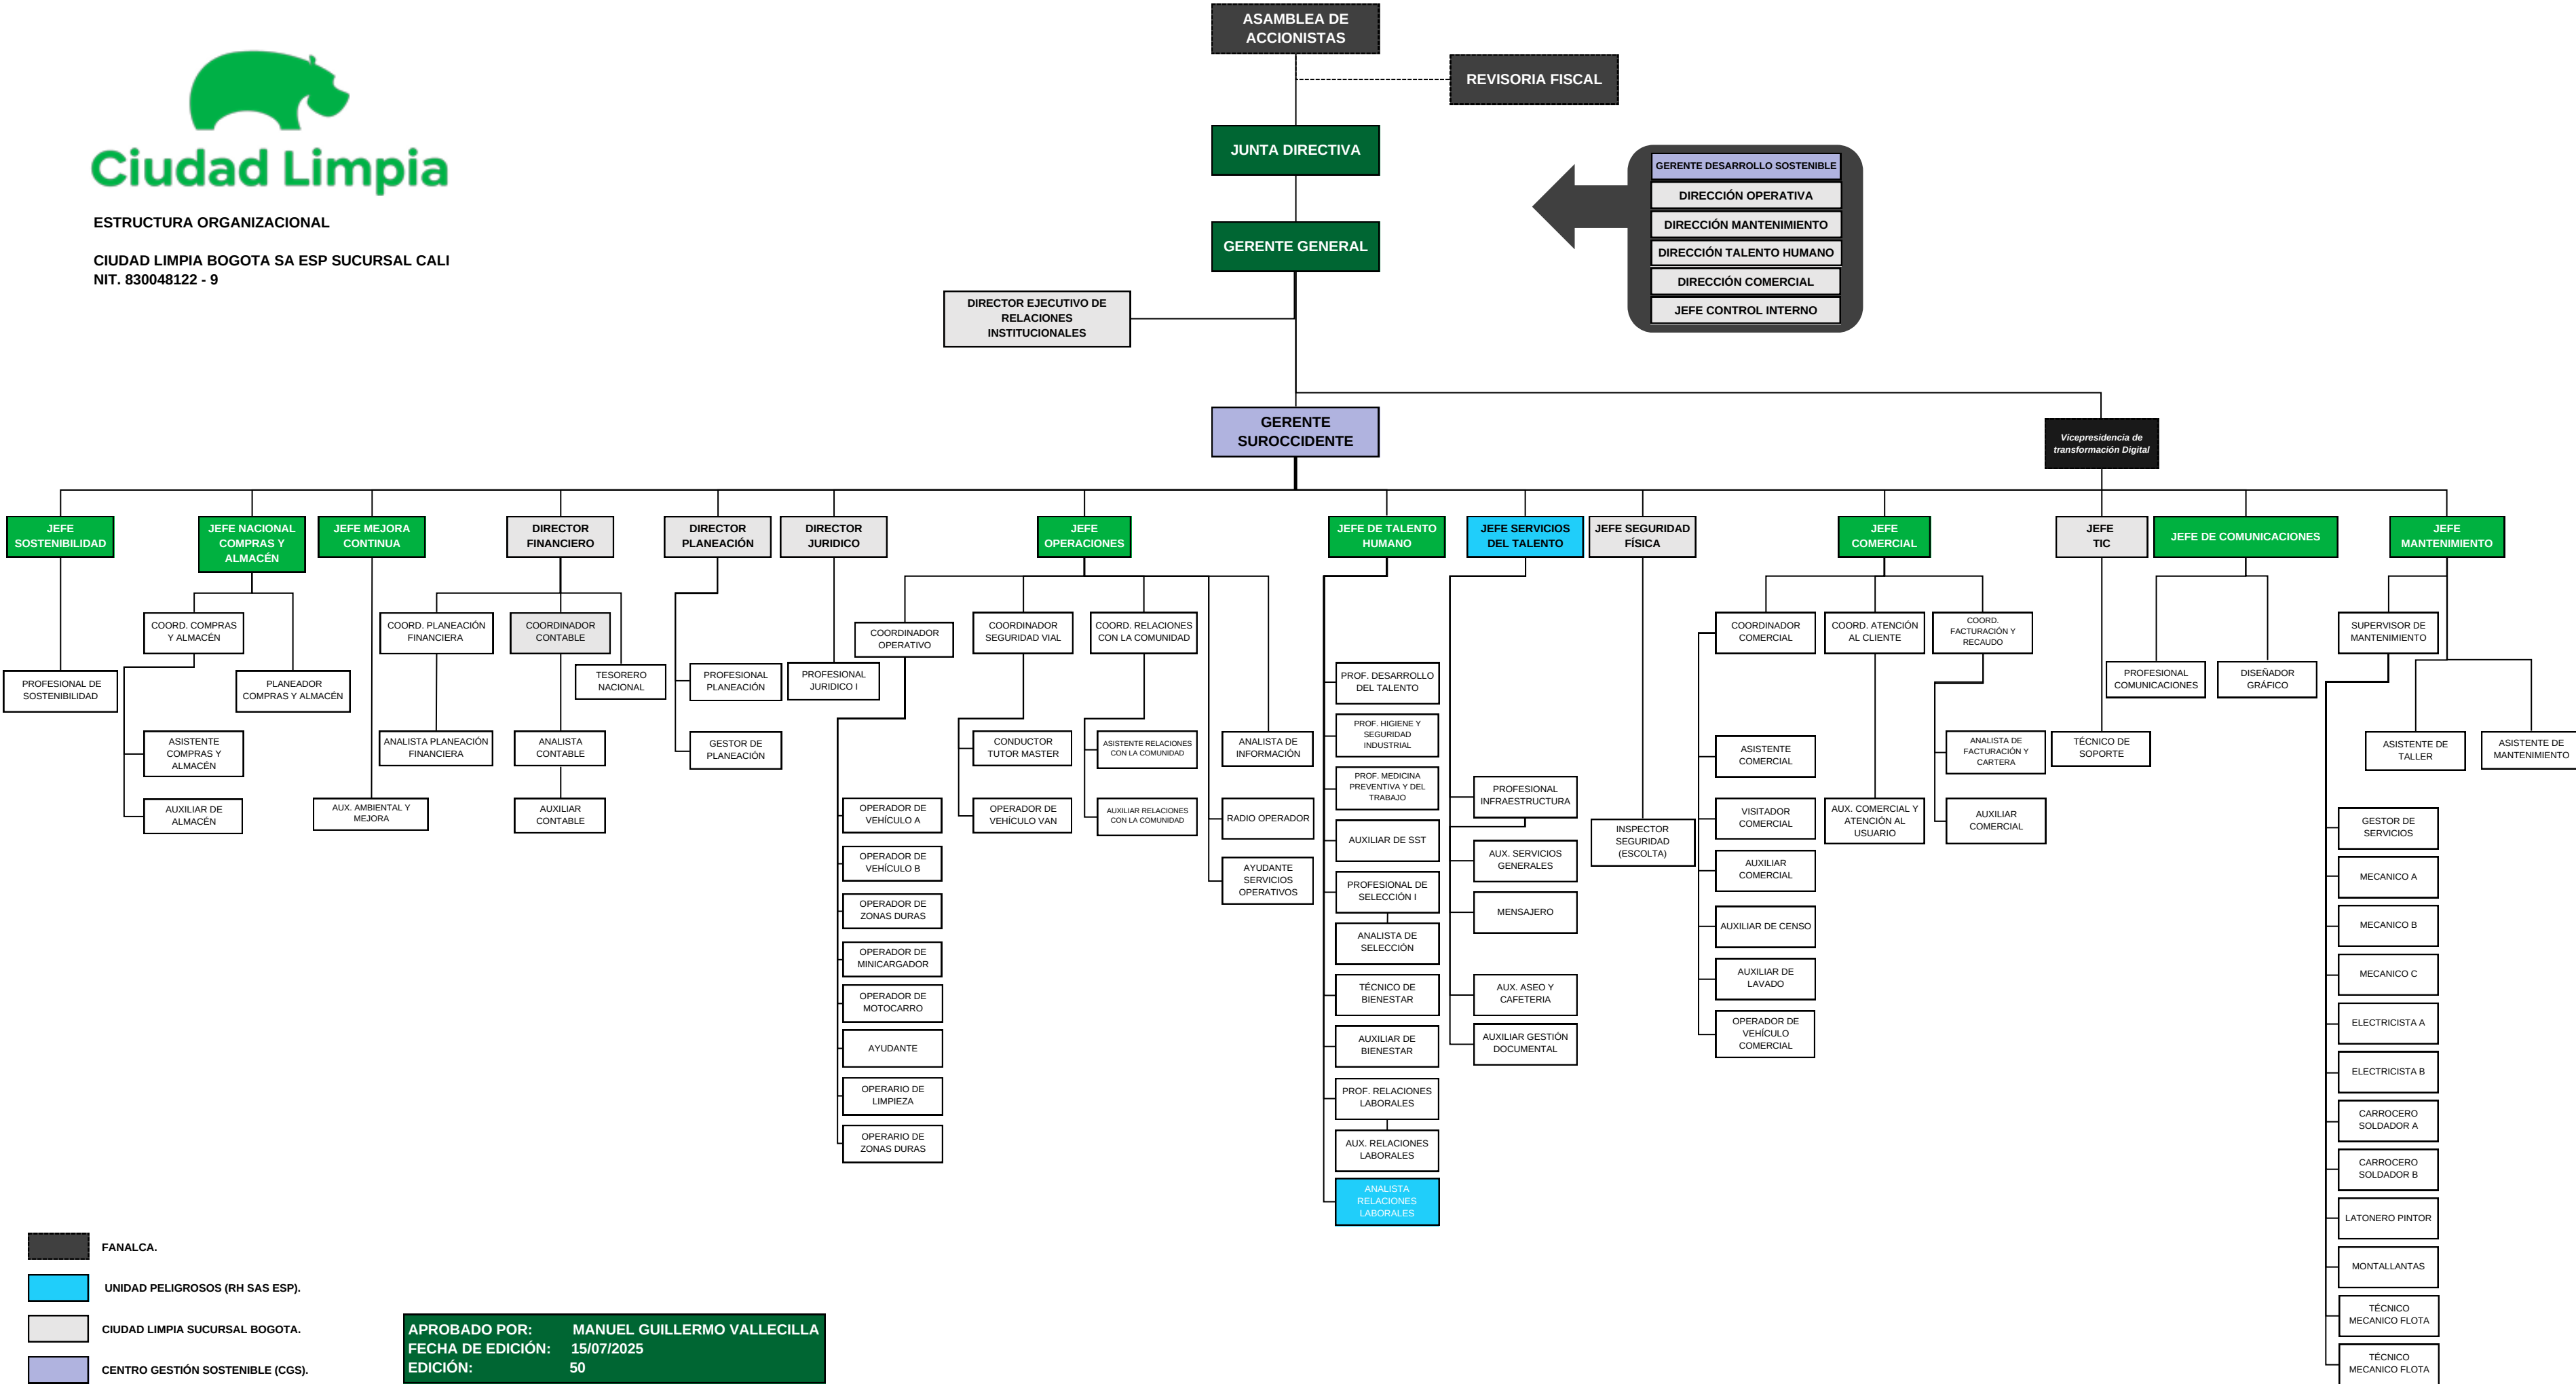 ASAMBLEA DE
ACCIONISTAS
REVISORIA FISCAL
Ciudad Limpia
ESTRUCTURA ORGANIZACIONAL
CIUDAD LIMPIA BOGOTA SA ESP SUCURSAL CALI
NIT. 830048122 - 9
JUNTA DIRECTIVA
GERENTE GENERAL
GERENTE DESARROLLO SOSTENIBLE
DIRECCIÓN OPERATIVA
DIRECCIÓN MANTENIMIENTO
DIRECCIÓN TALENTO HUMANO
DIRECCIÓN COMERCIAL
JEFE CONTROL INTERNO
DIRECTOR EJECUTIVO DE
RELACIONES
INSTITUCIONALES
GERENTE
SUROCCIDENTE
Vicepresidencia de
transformación Digital
JEFE
SOSTENIBILIDAD
PROFESIONAL DE
SOSTENIBILIDAD
JEFE NACIONAL
COMPRAS Y
ALMACÉN
COORD. COMPRAS
Y ALMACÉN
PLANEADOR
COMPRAS Y ALMACÉN
ASISTENTE
COMPRAS Y
ALMACÉN
AUXILIAR DE
ALMACÉN
JEFE MEJORA
CONTINUA
AUX. AMBIENTAL Y
MEJORA
DIRECTOR
FINANCIERO
COORD. PLANEACIÓN
FINANCIERA
COORDINADOR
CONTABLE
TESORERO
NACIONAL
ANALISTA PLANEACIÓN
FINANCIERA
ANALISTA
CONTABLE
AUXILIAR
CONTABLE
DIRECTOR
PLANEACIÓN
PROFESIONAL
PLANEACIÓN
GESTOR DE
PLANEACIÓN
DIRECTOR
JURIDICO
PROFESIONAL
JURIDICO I
JEFE
OPERACIONES
COORDINADOR
OPERATIVO
COORDINADOR
SEGURIDAD VIAL
COORD. RELACIONES
CON LA COMUNIDAD
CONDUCTOR
TUTOR MASTER
ASISTENTE RELACIONES
CON LA COMUNIDAD
ANALISTA DE
INFORMACIÓN
OPERADOR DE
VEHÍCULO A
OPERADOR DE
VEHÍCULO VAN
AUXILIAR RELACIONES
CON LA COMUNIDAD
RADIO OPERADOR
OPERADOR DE
VEHÍCULO B
AYUDANTE
SERVICIOS
OPERATIVOS
OPERADOR DE
ZONAS DURAS
OPERADOR DE
MINICARGADOR
OPERADOR DE
MOTOCARRO
AYUDANTE
OPERARIO DE
LIMPIEZA
OPERARIO DE
ZONAS DURAS
JEFE DE TALENTO
HUMANO
PROF. DESARROLLO
DEL TALENTO
PROF. HIGIENE Y
SEGURIDAD
INDUSTRIAL
PROF. MEDICINA
PREVENTIVA Y DEL
TRABAJO
AUXILIAR DE SST
PROFESIONAL DE
SELECCIÓN I
ANALISTA DE
SELECCIÓN
TÉCNICO DE
BIENESTAR
AUXILIAR DE
BIENESTAR
PROF. RELACIONES
LABORALES
AUX. RELACIONES
LABORALES
ANALISTA
RELACIONES
LABORALES
JEFE SERVICIOS
DEL TALENTO
PROFESIONAL
INFRAESTRUCTURA
AUX. SERVICIOS
GENERALES
MENSAJERO
AUX. ASEO Y
CAFETERIA
AUXILIAR GESTIÓN
DOCUMENTAL
JEFE SEGURIDAD
FÍSICA
INSPECTOR
SEGURIDAD
(ESCOLTA)
JEFE
COMERCIAL
COORDINADOR
COMERCIAL
COORD. ATENCIÓN
AL CLIENTE
COORD.
FACTURACIÓN Y
RECAUDO
ASISTENTE
COMERCIAL
ANALISTA DE
FACTURACIÓN Y
CARTERA
VISITADOR
COMERCIAL
AUX. COMERCIAL Y
ATENCIÓN AL
USUARIO
AUXILIAR
COMERCIAL
AUXILIAR
COMERCIAL
AUXILIAR DE CENSO
AUXILIAR DE
LAVADO
OPERADOR DE
VEHÍCULO
COMERCIAL
JEFE
TIC
TÉCNICO DE
SOPORTE
JEFE DE COMUNICACIONES
PROFESIONAL
COMUNICACIONES
DISEÑADOR
GRÁFICO
JEFE
MANTENIMIENTO
SUPERVISOR DE
MANTENIMIENTO
ASISTENTE DE
TALLER
ASISTENTE DE
MANTENIMIENTO
GESTOR DE
SERVICIOS
MECANICO A
MECANICO B
MECANICO C
ELECTRICISTA A
ELECTRICISTA B
CARROCERO
SOLDADOR A
CARROCERO
SOLDADOR B
LATONERO PINTOR
MONTALLANTAS
TÉCNICO
MECANICO FLOTA
TÉCNICO
MECANICO FLOTA
FANALCA.
UNIDAD PELIGROSOS (RH SAS ESP).
CIUDAD LIMPIA SUCURSAL BOGOTA.
CENTRO GESTIÓN SOSTENIBLE (CGS).
APROBADO POR: MANUEL GUILLERMO VALLECILLA
FECHA DE EDICIÓN: 15/07/2025
EDICIÓN: 50